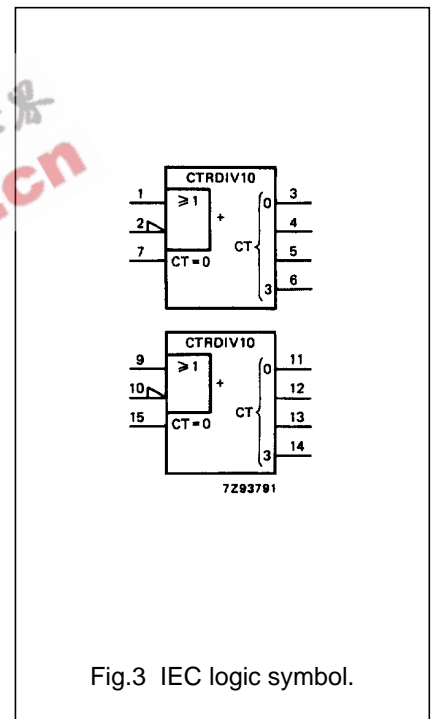 CTRDIV10
1 ≥1 0 3
2 + 4
7 CT=0 CT 5
3 6
CTRDIV10
9 ≥1 0 11
10 + 12
15 CT=0 CT 13
3 14
7Z93791
Fig.3 IEC logic symbol.
.cn